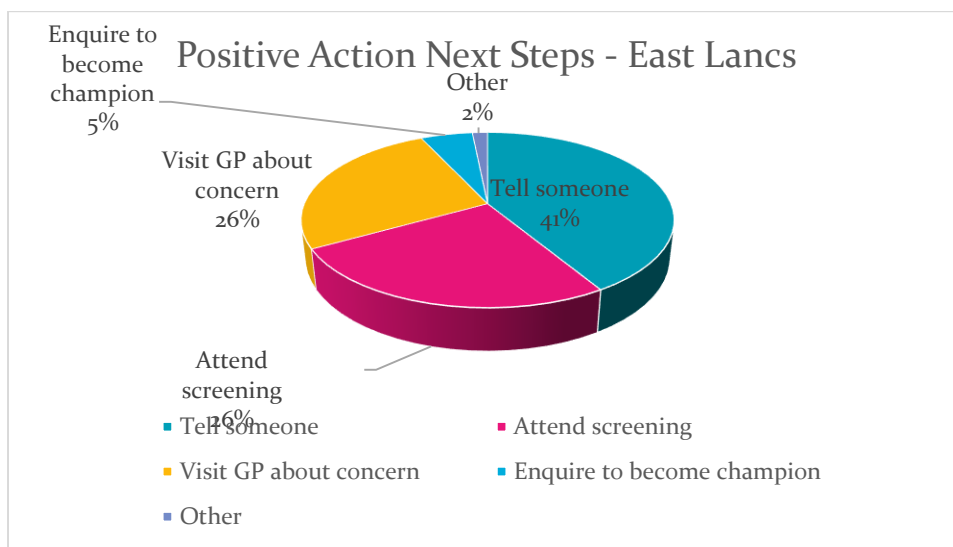 Positive Action Next Steps - East Lancs
Enquire to
become
champion
5%
Other
2%
Visit GP about
concern
26%
Tell someone
41%
Attend
screening
26%
Tell someone
Attend screening
Visit GP about concern
Enquire to become champion
Other